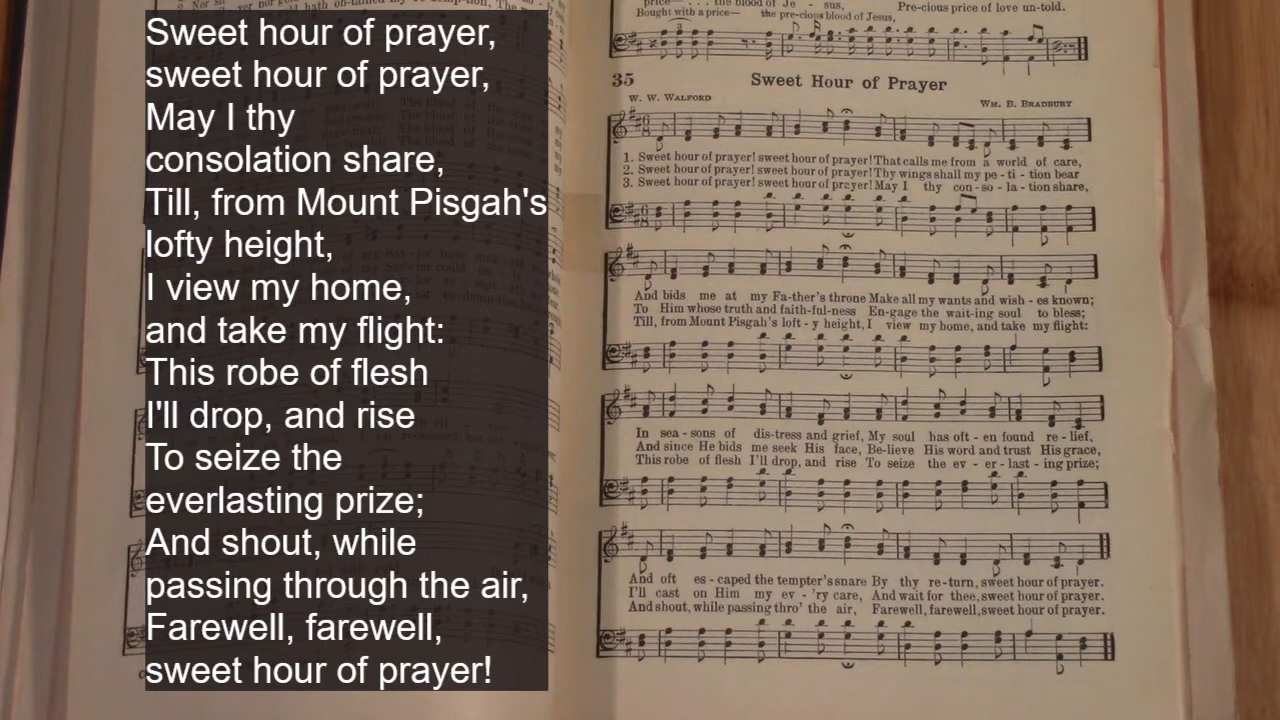 Sweet hour of prayer,
sweet hour of prayer,
May I thy
consolation share,
Till, from Mount Pisgah's
lofty height,
I view my home,
and take my flight:
This robe of flesh
I'll drop, and rise
To seize the
everlasting prize;
And shout, while
passing through the air,
Farewell, farewell,
sweet hour of prayer!
price— . . . the blood of Je - sus, Pre-cious price of love un-told.
Bought with a price— the pre-cious blood of Jesus,
35 Sweet Hour of Prayer
W. W. WALFORD WM. B. BRADBURY
1. Sweet hour of prayer! sweet hour of prayer! That calls me from a world of care,
2. Sweet hour of prayer! sweet hour of prayer! Thy wings shall my pe - ti - tion bear
3. Sweet hour of prayer! sweet hour of prayer! May I thy con - so - la - tion share,
And bids me at my Fa-ther's throne Make all my wants and wish - es known;
To Him whose truth and faith-ful-ness En-gage the wait-ing soul to bless;
Till, from Mount Pisgah's loft - y height, I view my home, and take my flight:
In sea - sons of dis-tress and grief, My soul has oft - en found re - lief,
And since He bids me seek His face, Be-lieve His word and trust His grace,
This robe of flesh I'll drop, and rise To seize the ev - er - last - ing prize;
And oft es - caped the tempter's snare By thy re-turn, sweet hour of prayer.
I'll cast on Him my ev - 'ry care, And wait for thee, sweet hour of prayer.
And shout, while passing thro' the air, Farewell, farewell, sweet hour of prayer.